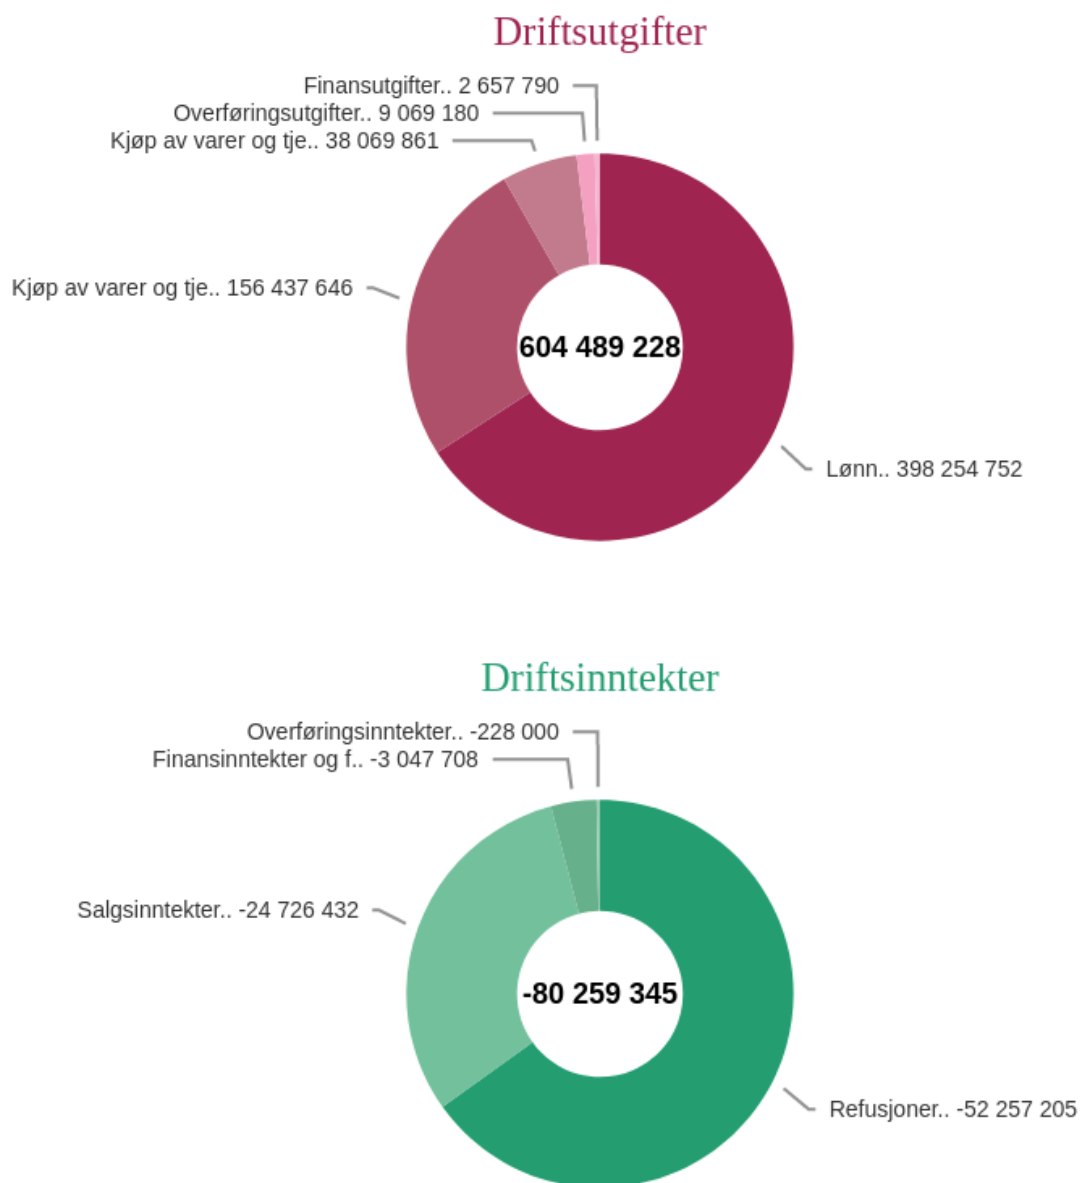 Driftsutgifter
Finansutgifter.. 2 657 790
Overføringsutgifter.. 9 069 180
Kjøp av varer og tje.. 38 069 861
Kjøp av varer og tje.. 156 437 646
604 489 228
Lønn.. 398 254 752
Driftsinntekter
Overføringsinntekter.. -228 000
Finansinntekter og f.. -3 047 708
Salgsinntekter.. -24 726 432
-80 259 345
Refusjoner.. -52 257 205